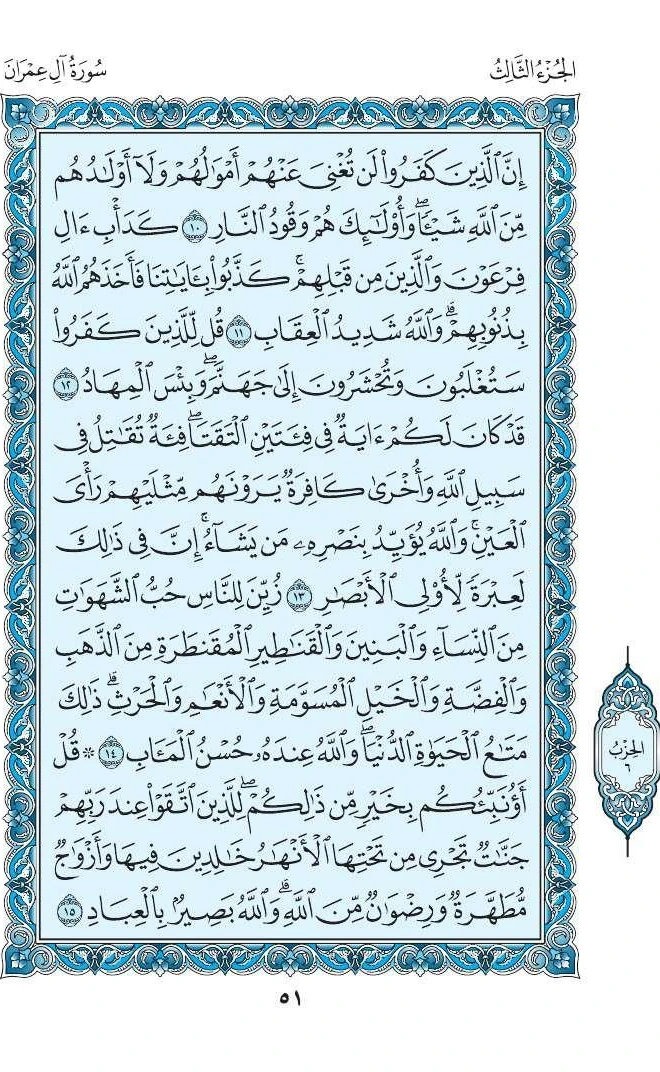 الجُزْءُ الثَّالِثُ
سُورَةُ آلِ عِمْرَانَ
إِنَّ ٱلَّذِينَ كَفَرُوا۟ لَن تُغْنِىَ عَنْهُمْ أَمْوَٰلُهُمْ وَلَآ أَوْلَـٰدُهُم
مِّنَ ٱللَّهِ شَيْـًٔا ۖ وَأُو۟لَـٰٓئِكَ هُمْ وَقُودُ ٱلنَّارِ ١٠ كَدَأْبِ ءَالِ
فِرْعَوْنَ وَٱلَّذِينَ مِن قَبْلِهِمْ ۚ كَذَّبُوا۟ بِـَٔايَـٰتِنَا فَأَخَذَهُمُ ٱللَّهُ
بِذُنُوبِهِمْ ۗ وَٱللَّهُ شَدِيدُ ٱلْعِقَابِ ١١ قُل لِّلَّذِينَ كَفَرُوا۟
سَتُغْلَبُونَ وَتُحْشَرُونَ إِلَىٰ جَهَنَّمَ ۚ وَبِئْسَ ٱلْمِهَادُ ١٢
قَدْ كَانَ لَكُمْ ءَايَةٌ فِى فِئَتَيْنِ ٱلْتَقَتَا ۖ فِئَةٌ تُقَـٰتِلُ فِى
سَبِيلِ ٱللَّهِ وَأُخْرَىٰ كَافِرَةٌ يَرَوْنَهُم مِّثْلَيْهِمْ رَأْىَ
ٱلْعَيْنِ ۚ وَٱللَّهُ يُؤَيِّدُ بِنَصْرِهِۦ مَن يَشَآءُ ۚ إِنَّ فِى ذَٰلِكَ
لَعِبْرَةً لِّأُو۟لِى ٱلْأَبْصَـٰرِ ١٣ زُيِّنَ لِلنَّاسِ حُبُّ ٱلشَّهَوَٰتِ
مِنَ ٱلنِّسَآءِ وَٱلْبَنِينَ وَٱلْقَنَـٰطِيرِ ٱلْمُقَنطَرَةِ مِنَ ٱلذَّهَبِ
وَٱلْفِضَّةِ وَٱلْخَيْلِ ٱلْمُسَوَّمَةِ وَٱلْأَنْعَـٰمِ وَٱلْحَرْثِ ۗ ذَٰلِكَ
مَتَـٰعُ ٱلْحَيَوٰةِ ٱلدُّنْيَا ۖ وَٱللَّهُ عِندَهُۥ حُسْنُ ٱلْمَـَٔابِ ١٤ * قُلْ
أَؤُنَبِّئُكُم بِخَيْرٍ مِّن ذَٰلِكُمْ ۖ لِلَّذِينَ ٱتَّقَوْا۟ عِندَ رَبِّهِمْ
جَنَّـٰتٌ تَجْرِى مِن تَحْتِهَا ٱلْأَنْهَـٰرُ خَـٰلِدِينَ فِيهَا وَأَزْوَٰجٌ
مُّطَهَّرَةٌ وَرِضْوَٰنٌ مِّنَ ٱللَّهِ ۗ وَٱللَّهُ بَصِيرٌۢ بِٱلْعِبَادِ ١٥
الحِزْبُ
٦
٥١